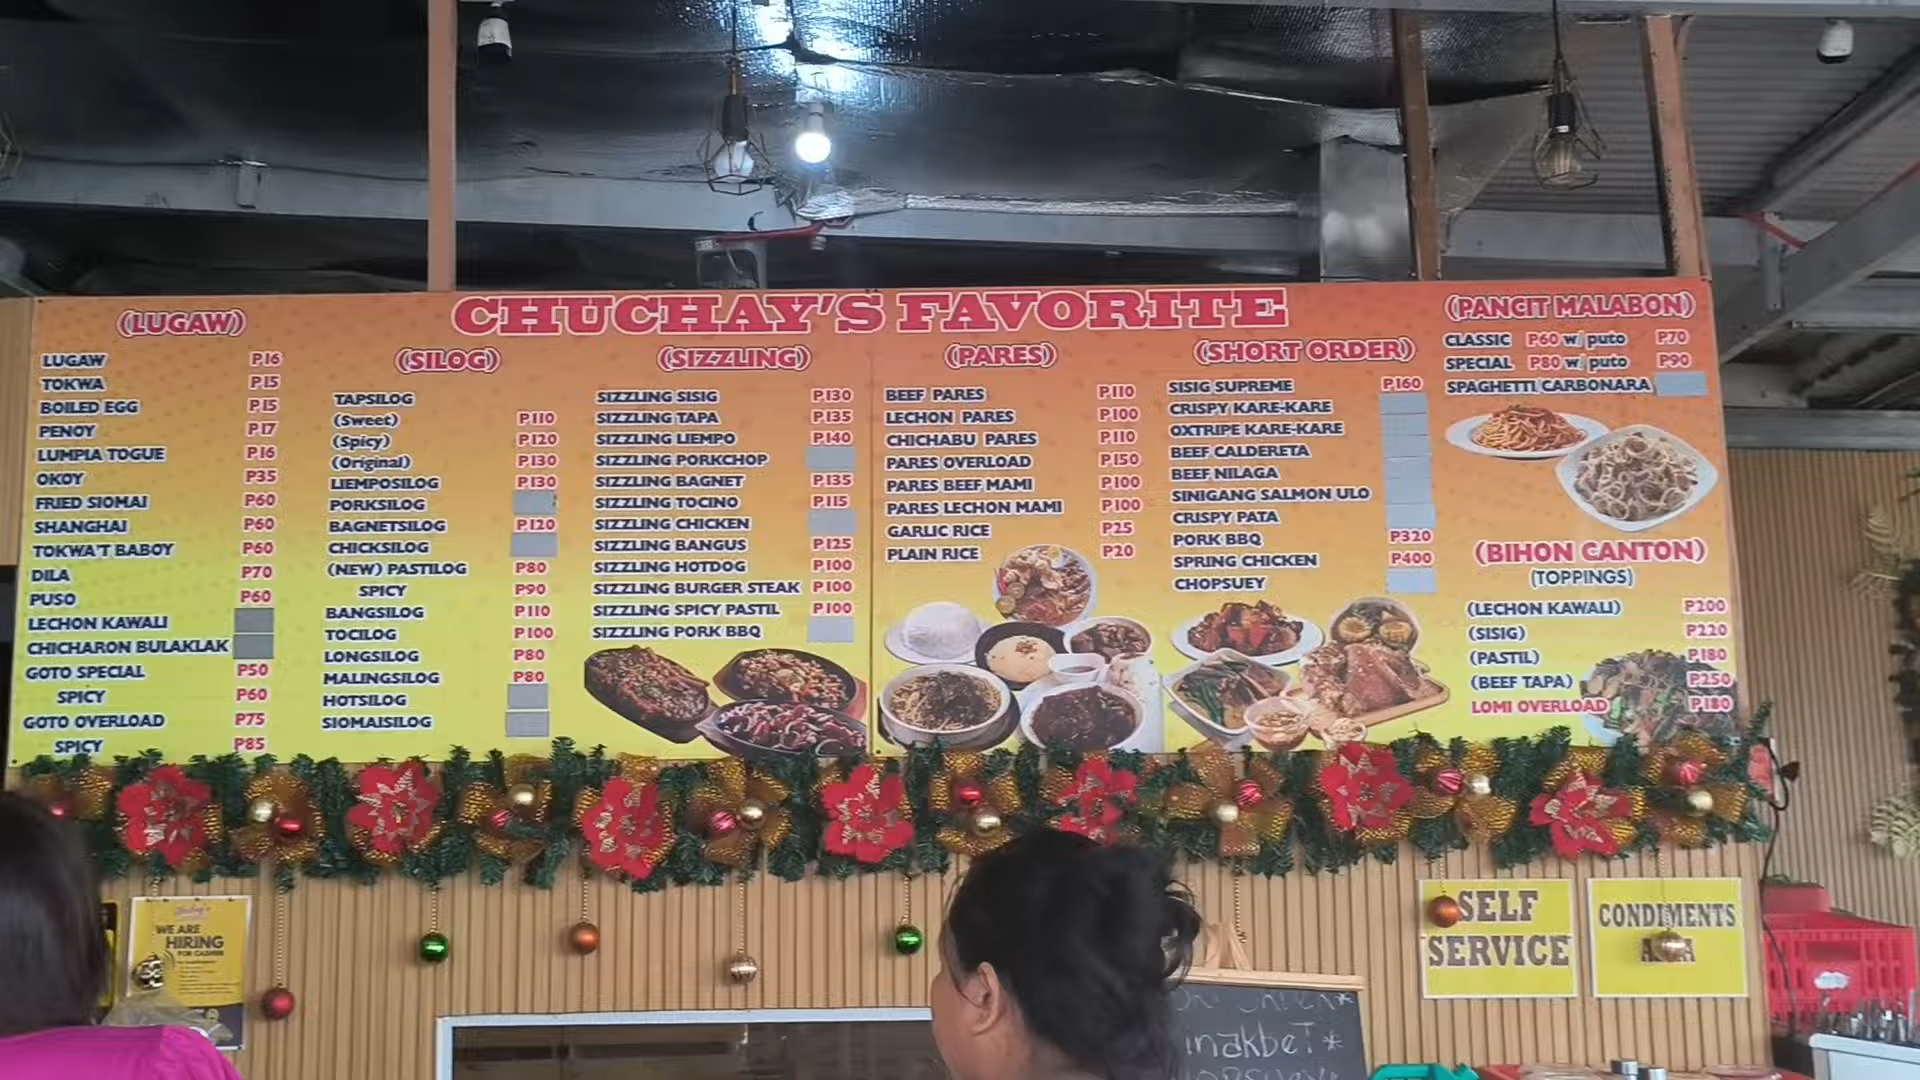 CHUCHAY'S FAVORITE
(LUGAW)
LUGAW P16
TOKWA P15
BOILED EGG P15
PENOY P17
LUMPIA TOGUE P16
OKOY P35
FRIED SIOMAI P60
SHANGHAI P60
TOKWA'T BABOY P60
DILA P70
PUSO P60
LECHON KAWALI
CHICHARON BULAKLAK
GOTO SPECIAL P50
SPICY P60
GOTO OVERLOAD P75
SPICY P85
(SILOG)
TAPSILOG
(Sweet) P110
(Spicy) P120
(Original) P130
LIEMPOSILOG P130
PORKSILOG
BAGNETSILOG P120
CHICKSILOG
(NEW) PASTILOG P80
SPICY P90
BANGSILOG P110
TOCILOG P100
LONGSILOG P80
MALINGSILOG P80
HOTSILOG
SIOMAISILOG
(SIZZLING)
SIZZLING SISIG P130
SIZZLING TAPA P135
SIZZLING LIEMPO P140
SIZZLING PORKCHOP
SIZZLING BAGNET P135
SIZZLING TOCINO P115
SIZZLING CHICKEN
SIZZLING BANGUS P125
SIZZLING HOTDOG P100
SIZZLING BURGER STEAK P100
SIZZLING SPICY PASTIL P100
SIZZLING PORK BBQ
(PARES)
BEEF PARES P110
LECHON PARES P100
CHICHABU PARES P110
PARES OVERLOAD P150
PARES BEEF MAMI P100
PARES LECHON MAMI P100
GARLIC RICE P25
PLAIN RICE P20
(SHORT ORDER)
SISIG SUPREME P160
CRISPY KARE-KARE
OXTRIPE KARE-KARE
BEEF CALDERETA
BEEF NILAGA
SINIGANG SALMON ULO
CRISPY PATA
PORK BBQ P320
SPRING CHICKEN P400
CHOPSUEY
(PANCIT MALABON)
CLASSIC P60 w/ puto P70
SPECIAL P80 w/ puto P90
SPAGHETTI/CARBONARA
(BIHON CANTON)
(TOPPINGS)
(LECHON KAWALI) P200
(SISIG) P220
(PASTIL) P180
(BEEF TAPA) P250
LOMI OVERLOAD P180
WE ARE
HIRING
FOR CASHIER
SELF
SERVICE
CONDIMENTS
inakbeT*